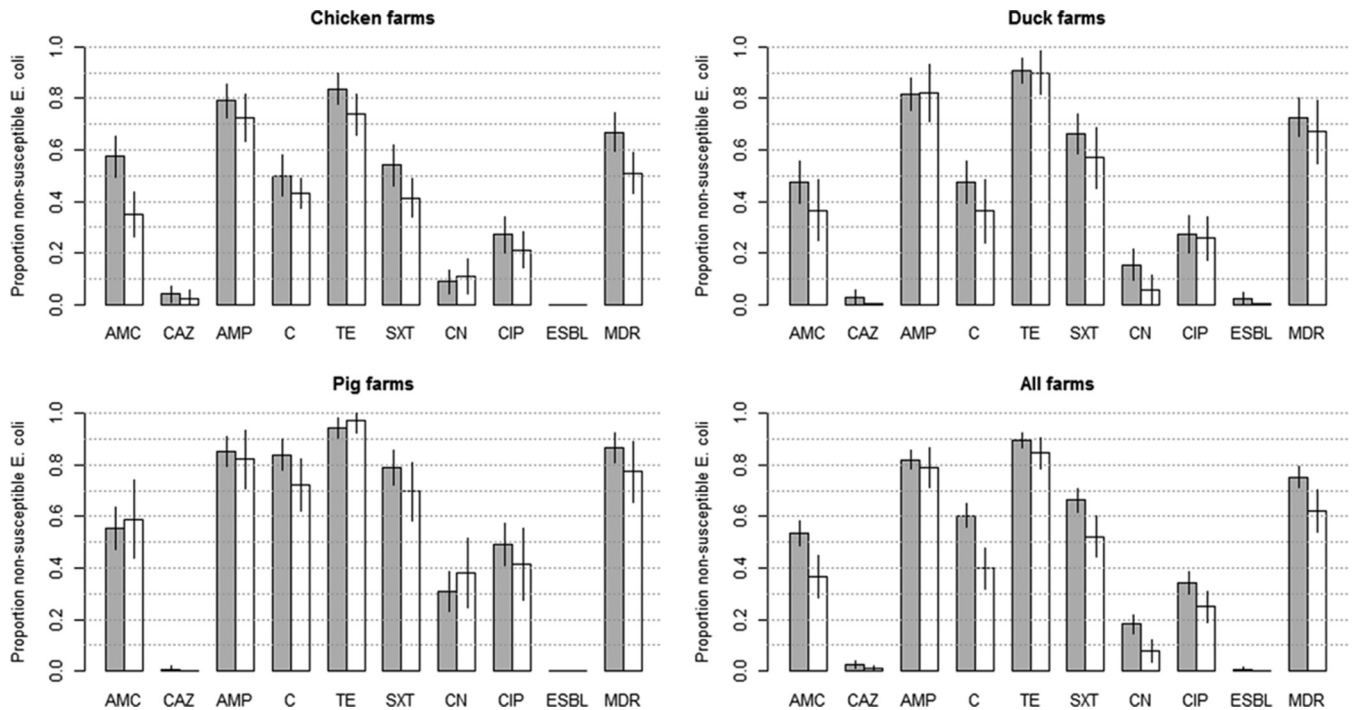 Chicken farms
Proportion non-susceptible E. coli
1.0
0.8
0.6
0.4
0.2
0.0
AMC CAZ AMP C TE SXT CN CIP ESBL MDR
Duck farms
Proportion non-susceptible E. coli
1.0
0.8
0.6
0.4
0.2
0.0
AMC CAZ AMP C TE SXT CN CIP ESBL MDR
Pig farms
Proportion non-susceptible E. coli
1.0
0.8
0.6
0.4
0.2
0.0
AMC CAZ AMP C TE SXT CN CIP ESBL MDR
All farms
Proportion non-susceptible E. coli
1.0
0.8
0.6
0.4
0.2
0.0
AMC CAZ AMP C TE SXT CN CIP ESBL MDR